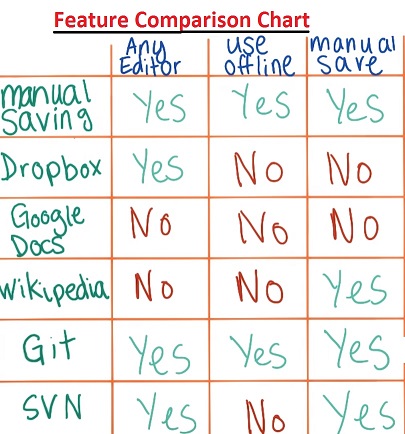 Feature Comparison Chart
Any Editor use offline manual save
manual Saving Yes Yes Yes
Dropbox Yes No No
Google Docs No No No
Wikipedia No No Yes
Git Yes Yes Yes
SVN Yes No Yes